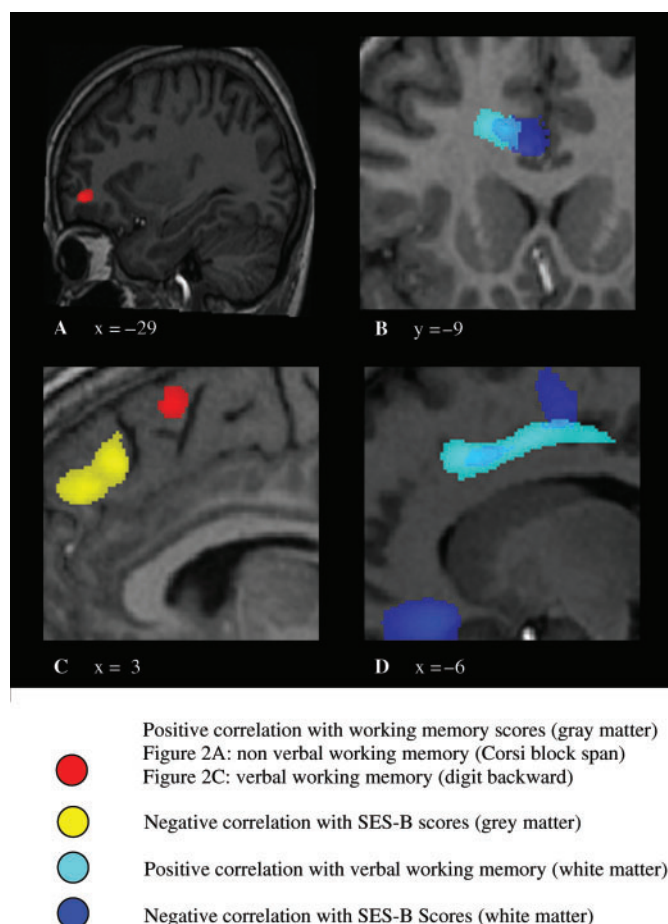 A x = -29
B y = -9
C x = 3
D x = -6
Positive correlation with working memory scores (gray matter)
Figure 2A: non verbal working memory (Corsi block span)
Figure 2C: verbal working memory (digit backward)
Negative correlation with SES-B scores (grey matter)
Positive correlation with verbal working memory (white matter)
Negative correlation with SES-B Scores (white matter)